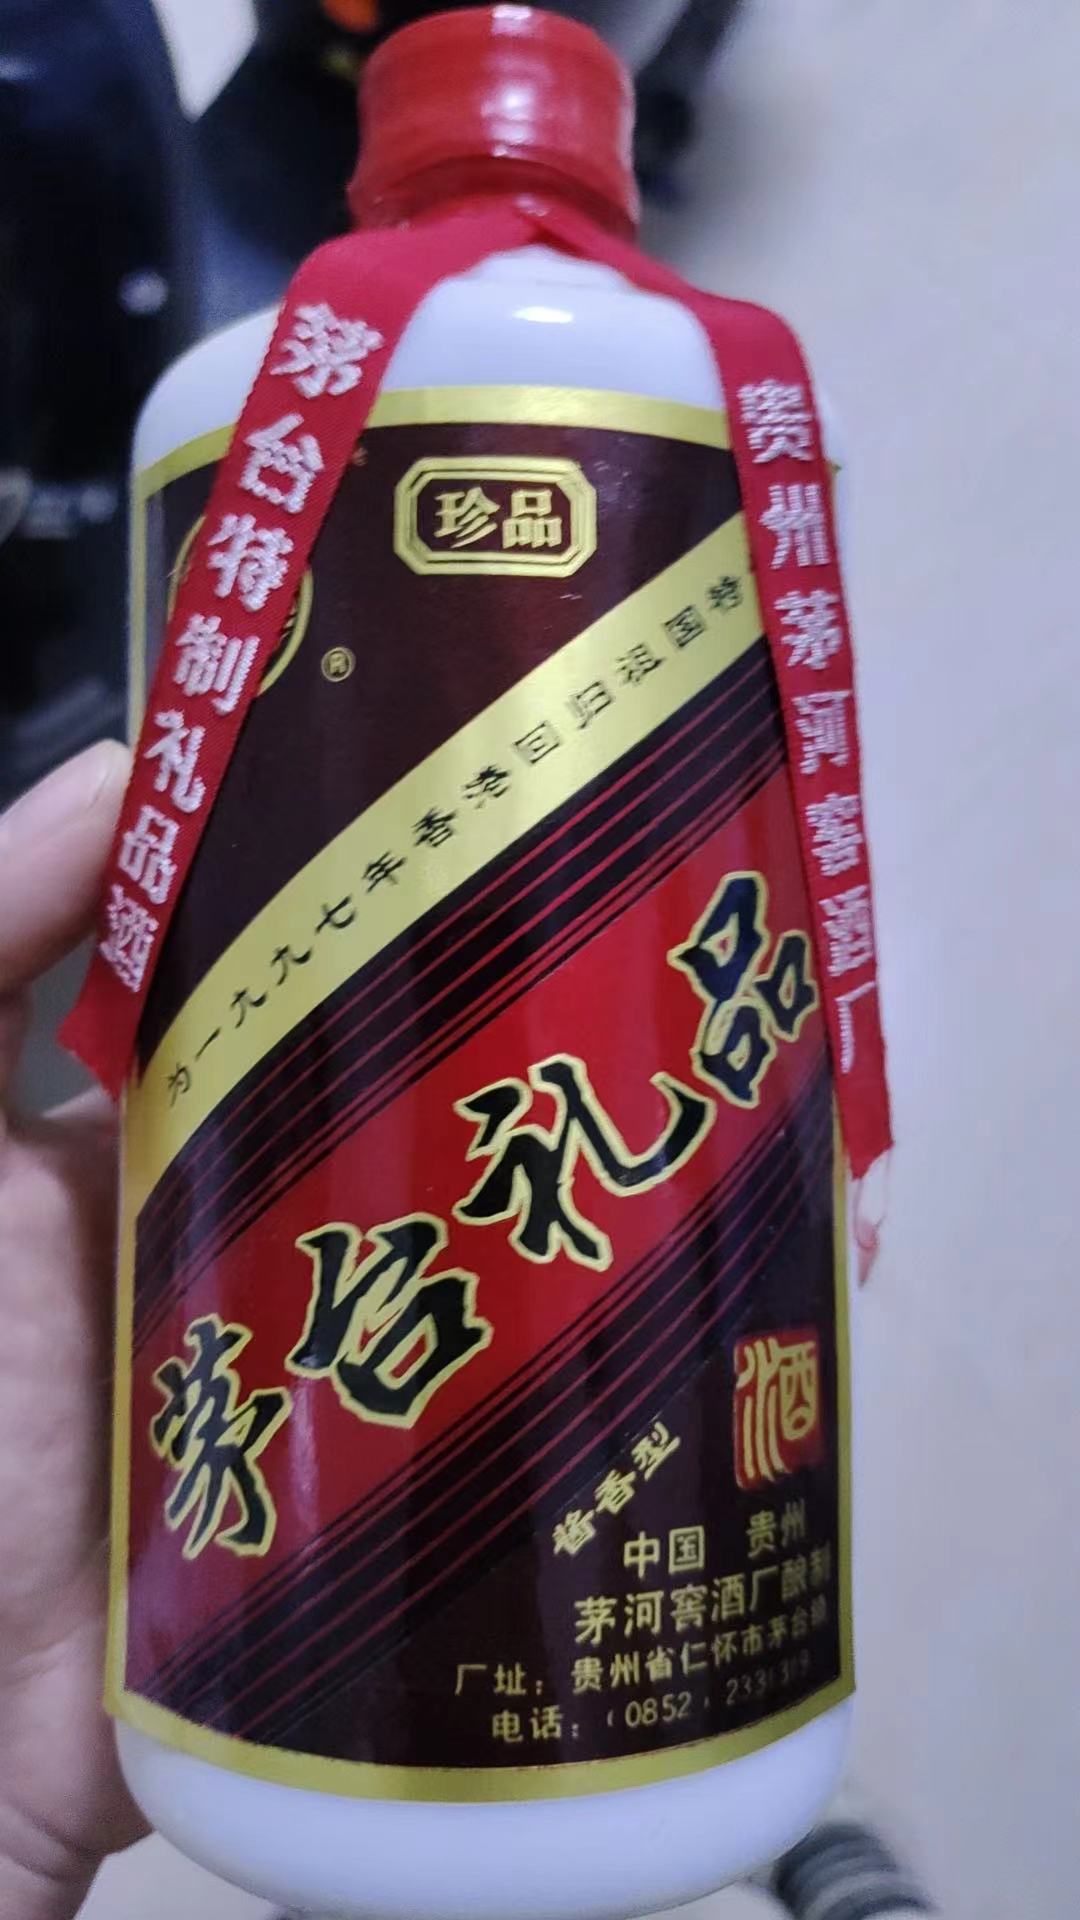 茅台特制礼品酒
贵州茅河窖酒厂
珍品
®
为一九九七年香港回归祖国特
茅台礼品
酒
酱香型
中国 贵州
茅河窖酒厂酿制
厂址：贵州省仁怀市茅台镇
电话：（0852）2331319